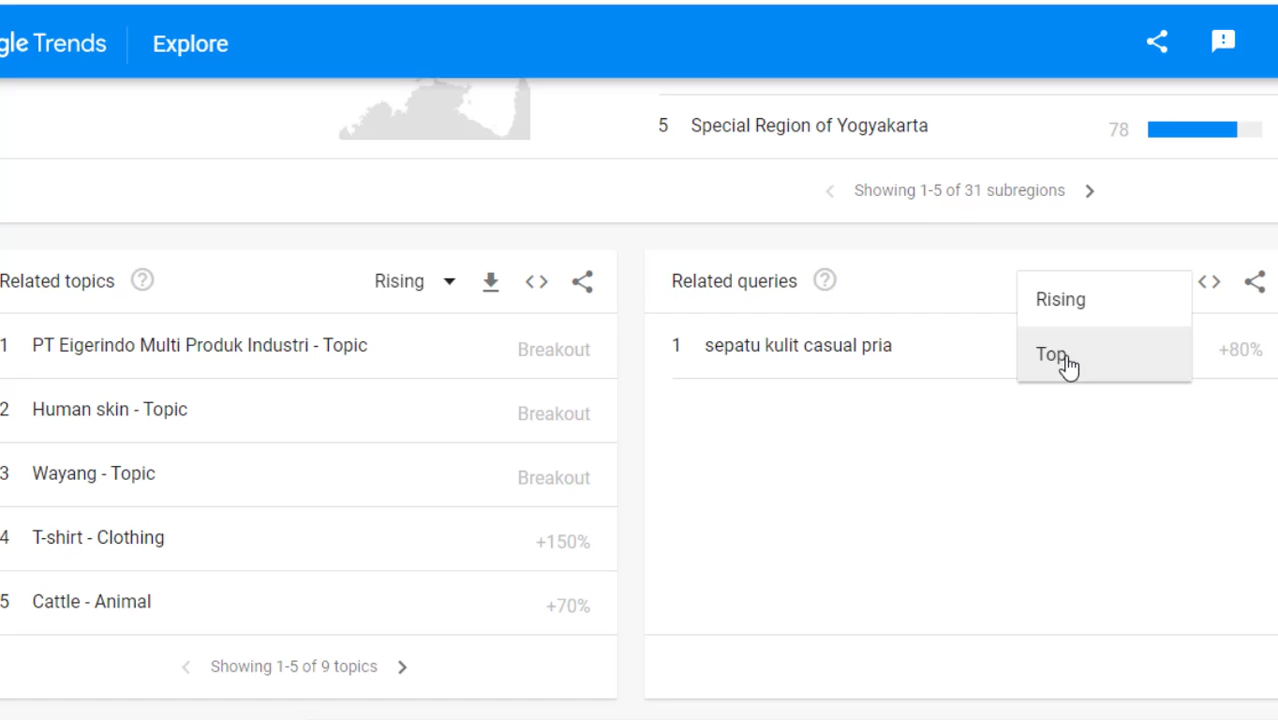 gle Trends
Explore
5 Special Region of Yogyakarta 78
Showing 1-5 of 31 subregions
Related topics
Rising
1 PT Eigerindo Multi Produk Industri - Topic Breakout
2 Human skin - Topic Breakout
3 Wayang - Topic Breakout
4 T-shirt - Clothing +150%
5 Cattle - Animal +70%
Showing 1-5 of 9 topics
Related queries
Rising
Top
1 sepatu kulit casual pria +80%